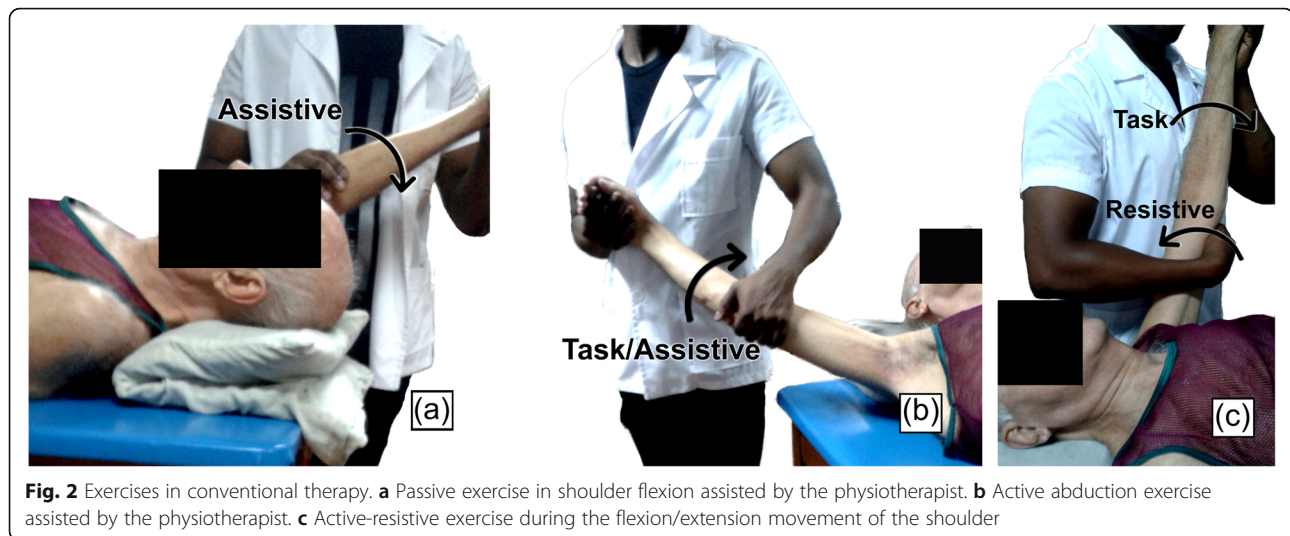 Assistive
(a)
Task/Assistive
(b)
Task
Resistive
(c)
Fig. 2 Exercises in conventional therapy. a Passive exercise in shoulder flexion assisted by the physiotherapist. b Active abduction exercise
assisted by the physiotherapist. c Active-resistive exercise during the flexion/extension movement of the shoulder